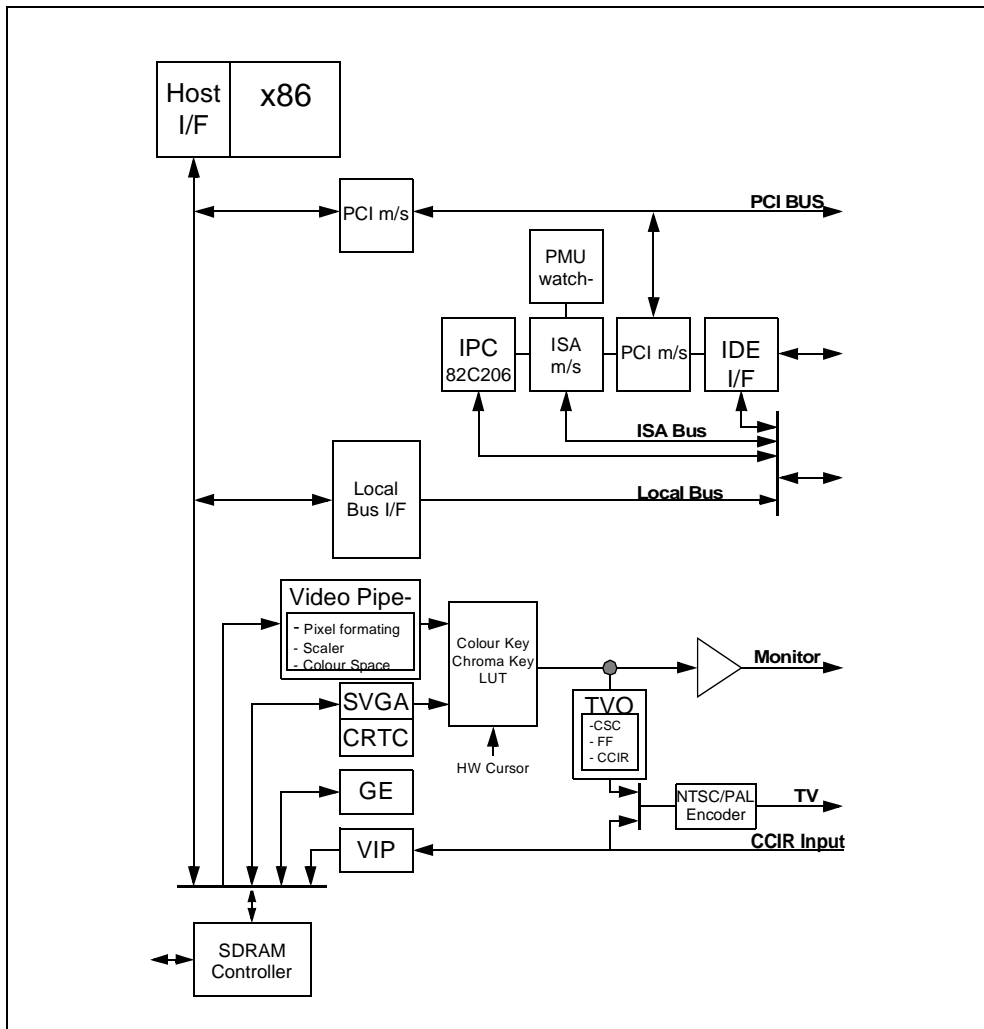 Host
I/F
x86
PCI m/s
PCI BUS
PMU
watch-
IPC
82C206
ISA
m/s
PCI m/s
IDE
I/F
ISA Bus
Local
Bus I/F
Local Bus
Video Pipe-
- Pixel formating
- Scaler
- Colour Space
Colour Key
Chroma Key
LUT
Monitor
SVGA
CRTC
HW Cursor
TVO
-CSC
- FF
- CCIR
GE
NTSC/PAL
Encoder
TV
VIP
CCIR Input
SDRAM
Controller